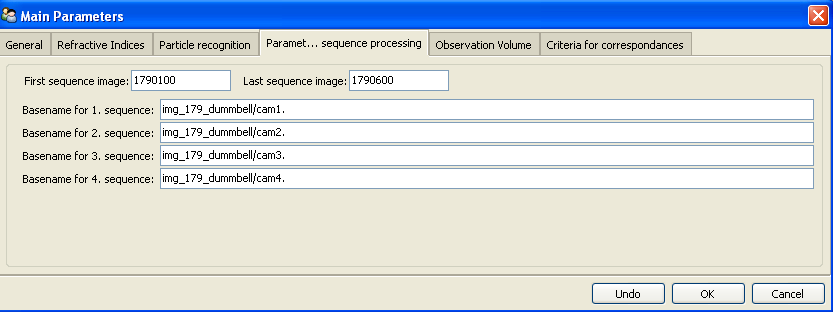 Main Parameters
General Refractive Indices Particle recognition Paramet... sequence processing Observation Volume Criteria for correspondances
First sequence image: 1790100 Last sequence image: 1790600
Basename for 1. sequence: img_179_dummbell/cam1.
Basename for 2. sequence: img_179_dummbell/cam2.
Basename for 3. sequence: img_179_dummbell/cam3.
Basename for 4. sequence: img_179_dummbell/cam4.
Undo OK Cancel